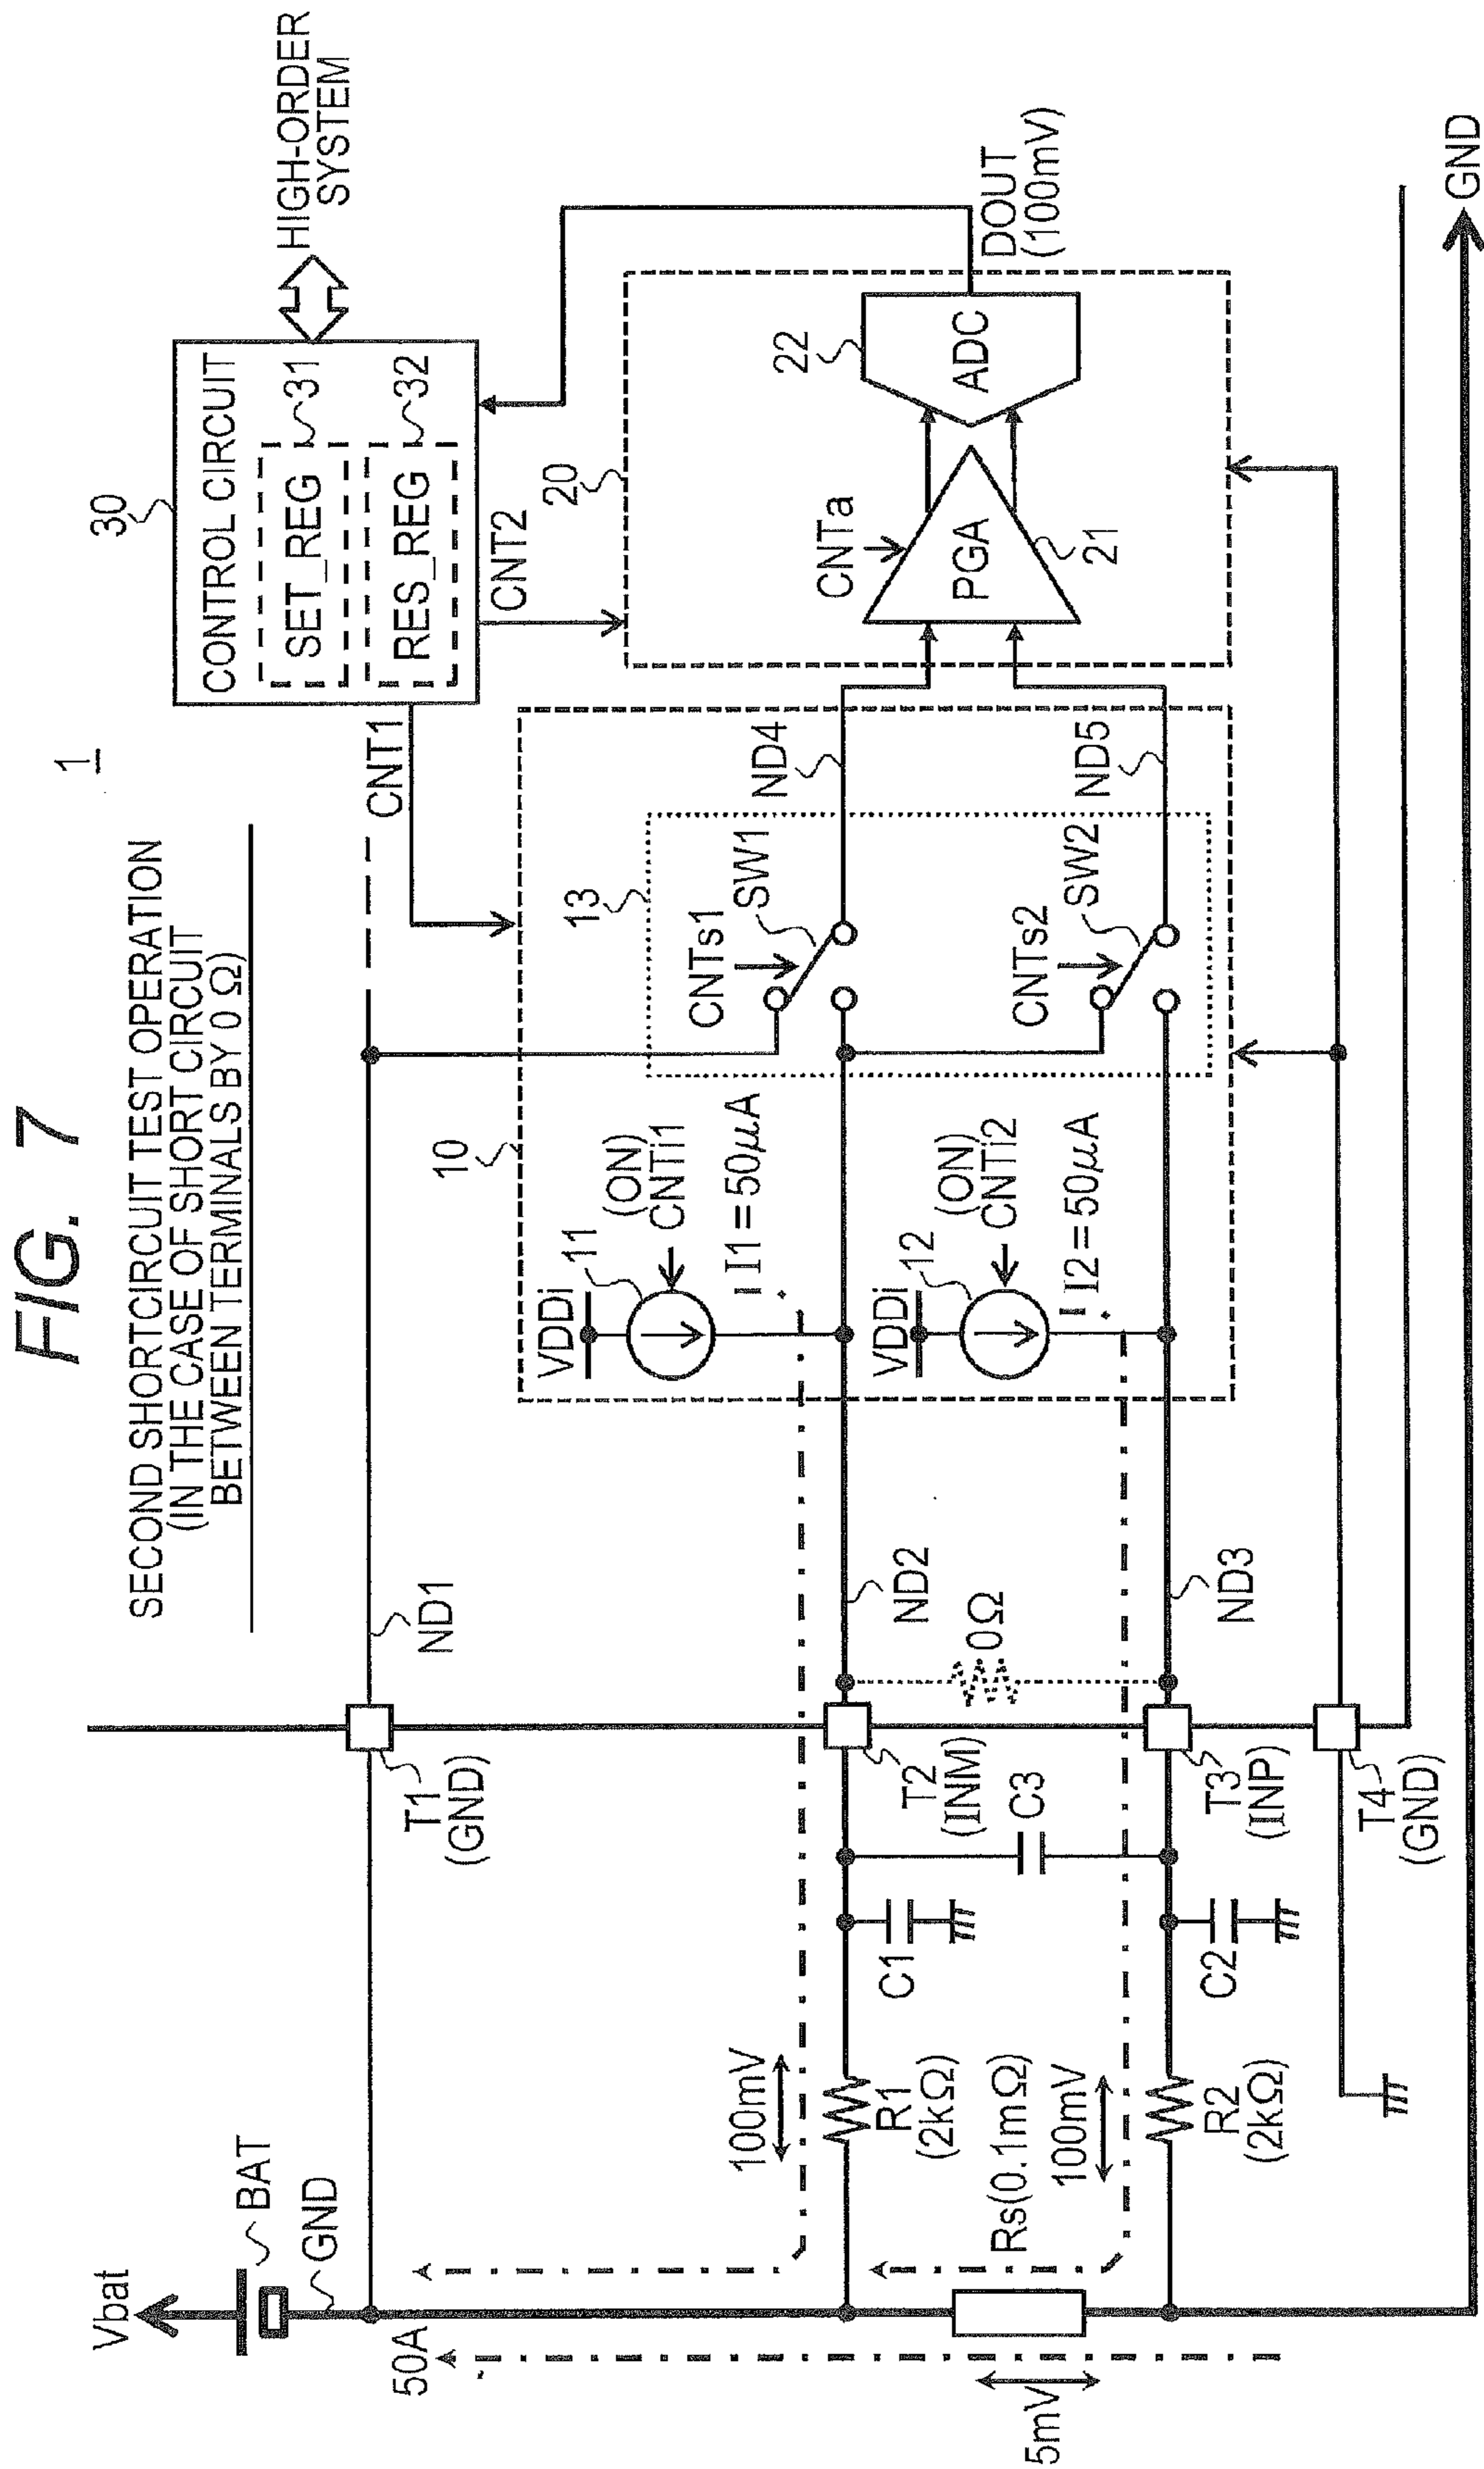 FIG. 7
SECOND SHORTCIRCUIT TEST OPERATION
(IN THE CASE OF SHORT CIRCUIT
BETWEEN TERMINALS BY 0 Ω)
1
Vbat
BAT
GND
50A
T1
(GND)
ND1
30
CONTROL CIRCUIT
SET_REG
31
RES_REG
32
HIGH-ORDER
SYSTEM
CNT1
CNT2
10
VDDi
11
(ON)
CNTi1
I1 = 50μA
13
CNTs1
SW1
ND4
20
CNTa
PGA
21
22
ADC
DOUT
(100mV)
100mV
R1
(2kΩ)
C1
T2
(INM)
ND2
C3
0Ω
Rs(0.1mΩ)
5mV
VDDi
12
(ON)
CNTi2
I2 = 50μA
CNTs2
SW2
ND5
100mV
R2
(2kΩ)
C2
T3
(INP)
ND3
T4
(GND)
GND